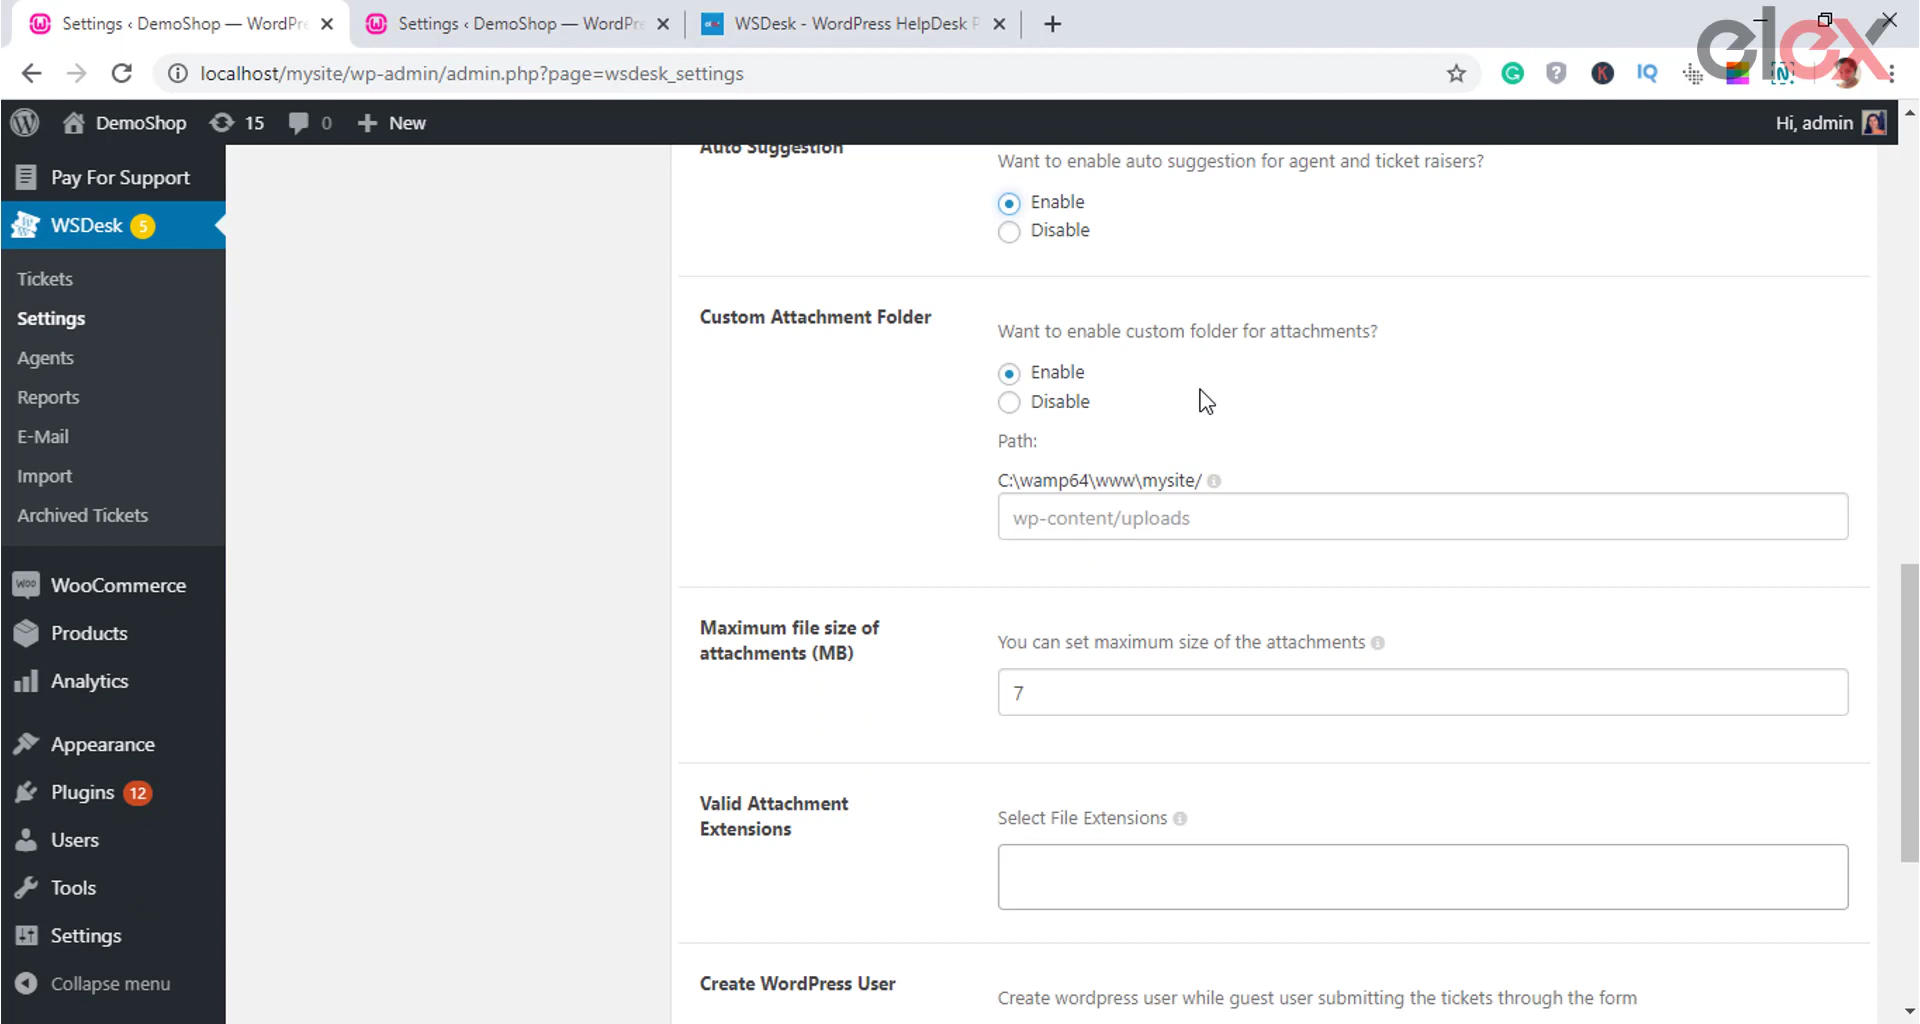 Settings ‹ DemoShop — WordPre
Settings ‹ DemoShop — WordPre
WSDesk - WordPress HelpDesk P
elex
localhost/mysite/wp-admin/admin.php?page=wsdesk_settings
IQ
K
N
DemoShop
15
0
New
Hi, admin
Pay For Support
WSDesk 5
Tickets
Settings
Agents
Reports
E-Mail
Import
Archived Tickets
WooCommerce
Products
Analytics
Appearance
Plugins 12
Users
Tools
Settings
Collapse menu
Auto Suggestion
Want to enable auto suggestion for agent and ticket raisers?
Enable
Disable
Custom Attachment Folder
Want to enable custom folder for attachments?
Enable
Disable
Path:
C:\wamp64\www\mysite/
wp-content/uploads
Maximum file size of
attachments (MB)
You can set maximum size of the attachments
7
Valid Attachment
Extensions
Select File Extensions
Create WordPress User
Create wordpress user while guest user submitting the tickets through the form